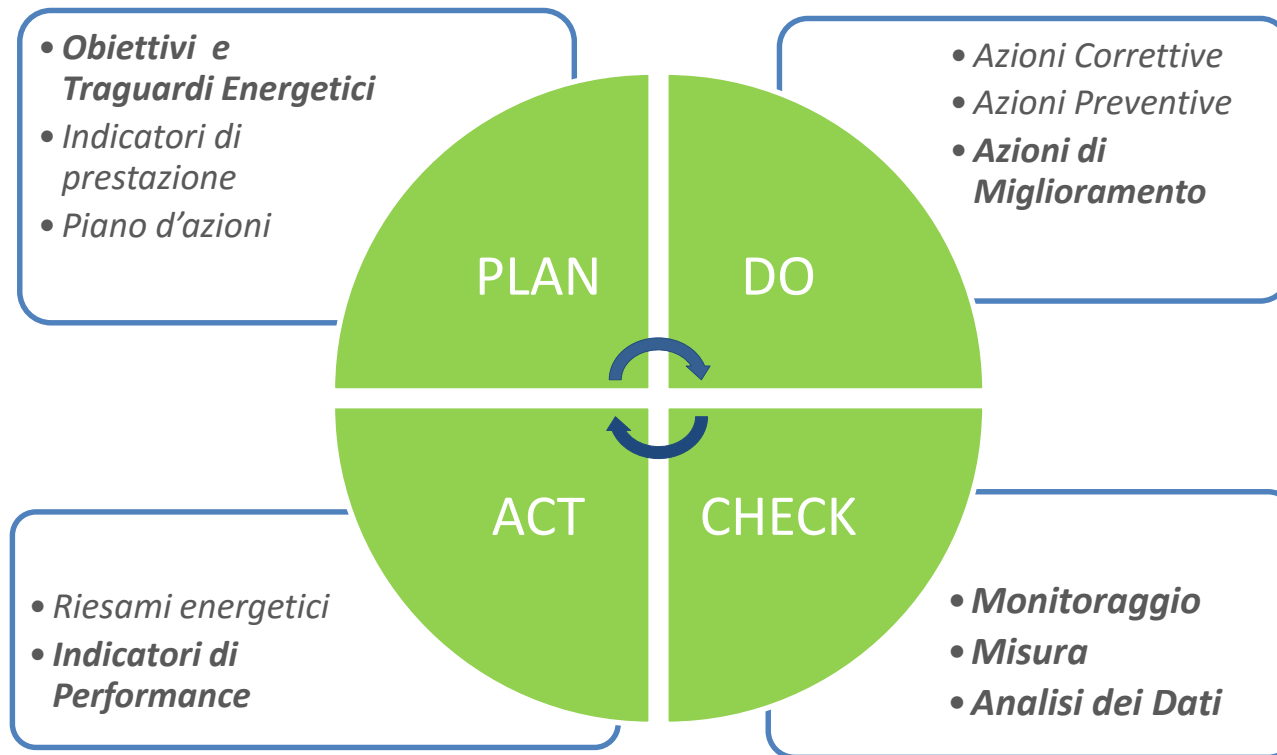 • Obiettivi e
Traguardi Energetici
• Indicatori di
prestazione
• Piano d’azioni
• Azioni Correttive
• Azioni Preventive
• Azioni di
Miglioramento
PLAN
DO
ACT
CHECK
• Riesami energetici
• Indicatori di
Performance
• Monitoraggio
• Misura
• Analisi dei Dati